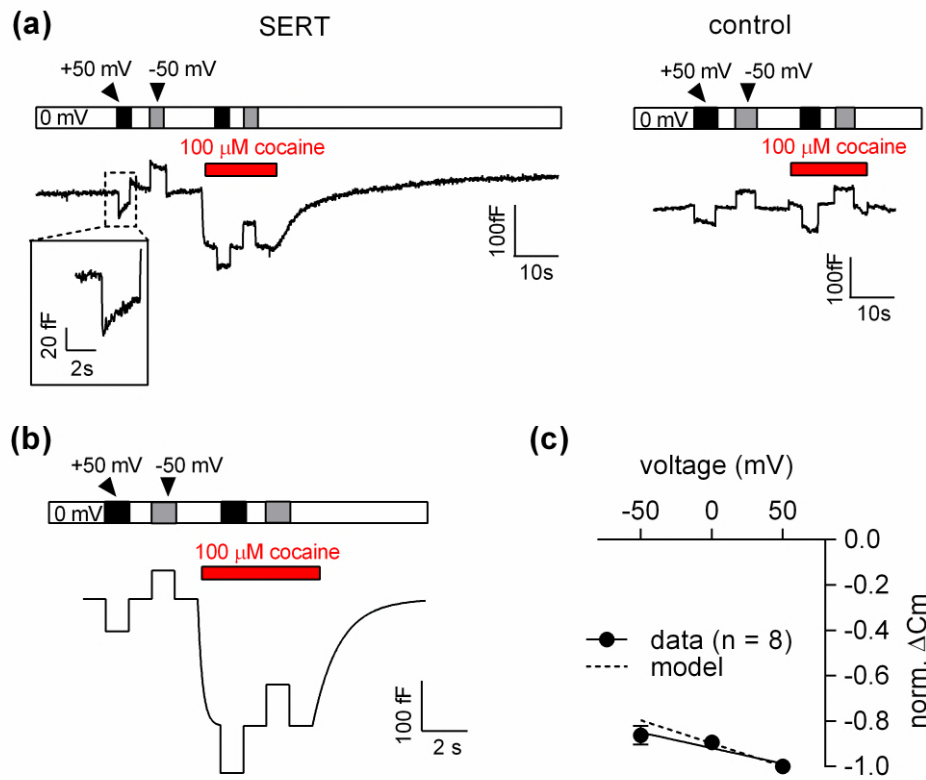 (a)
SERT
control
+50 mV
-50 mV
+50 mV
-50 mV
0 mV
0 mV
100 μM cocaine
100 μM cocaine
100fF
10s
100fF
10s
20 fF
2s
(b)
(c)
+50 mV
-50 mV
voltage (mV)
-50
0
50
0 mV
0.0
100 μM cocaine
-0.2
-0.4
data (n = 8)
model
-0.6
100 fF
2 s
-0.8
-1.0
norm. ΔCm